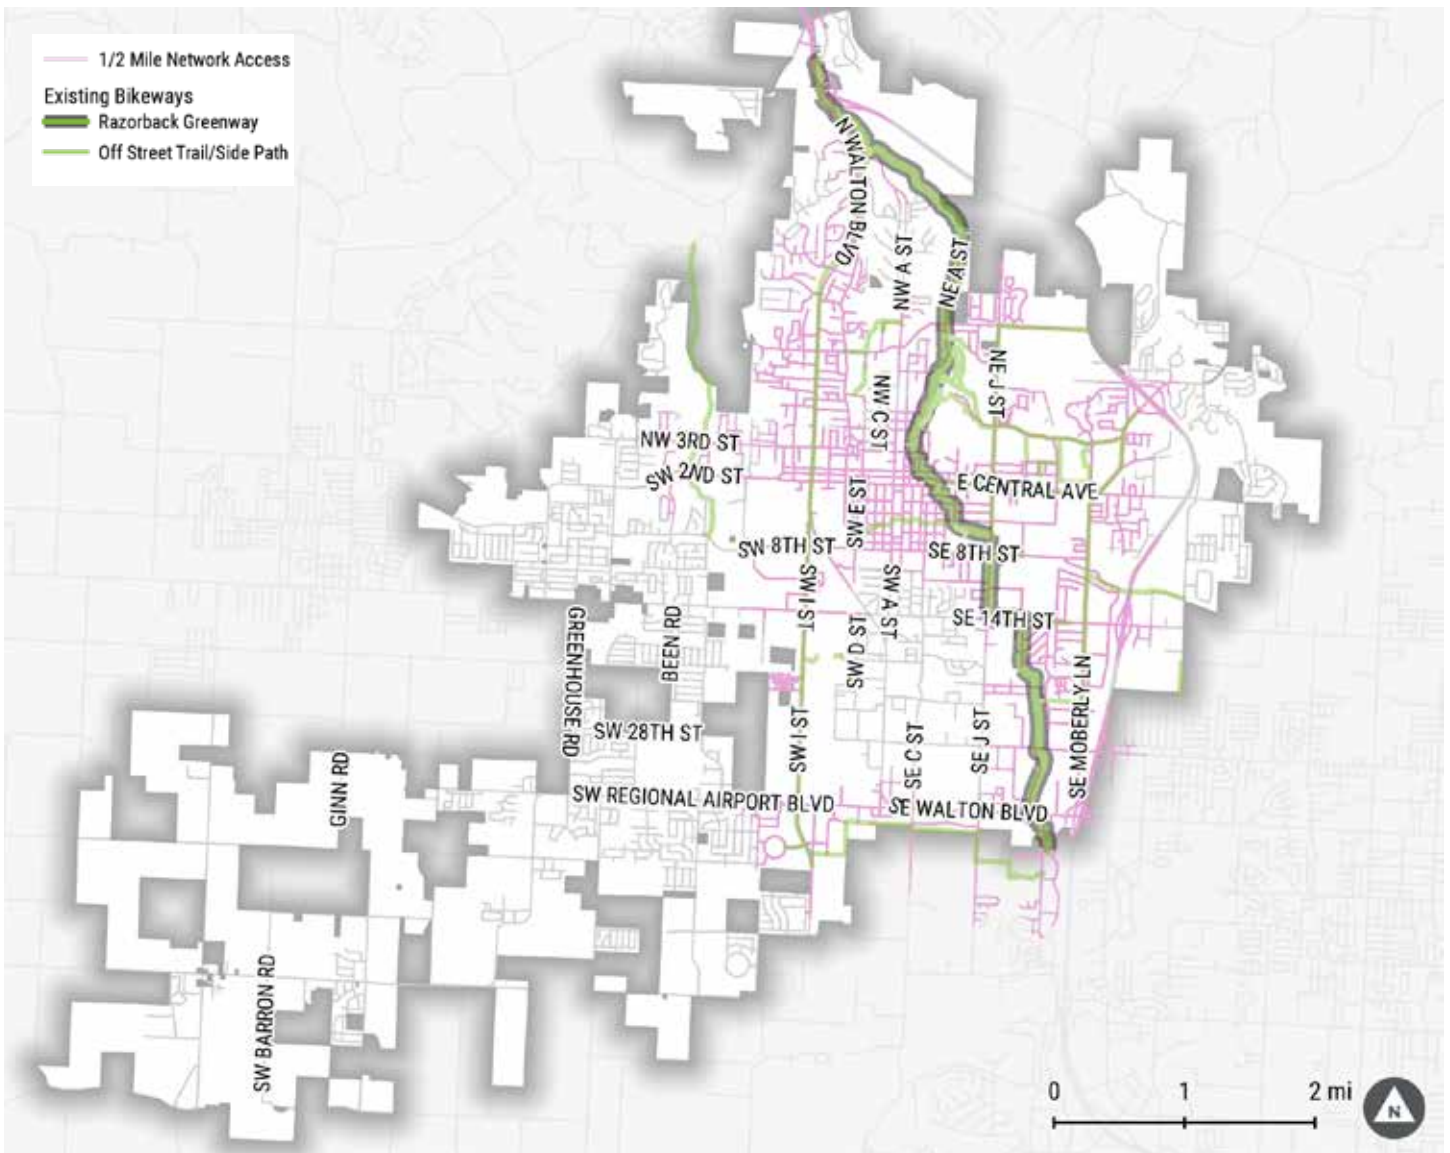 1/2 Mile Network Access
Existing Bikeways
Razorback Greenway
Off Street Trail/Side Path
N WALTON BLVD
NW A ST
NE A ST
NE J ST
NW C ST
NW 3RD ST
SW 2ND ST
E CENTRAL AVE
SW E ST
SW 8TH ST
SE 8TH ST
SW I ST
SW A ST
SE 14TH ST
GREENHOUSE RD
BEEN RD
SW D ST
SE MOBERLY LN
SW 28TH ST
SW I ST
SE C ST
SE J ST
GINN RD
SW REGIONAL AIRPORT BLVD
SE WALTON BLVD
SW BARRON RD
0 1 2 mi
N